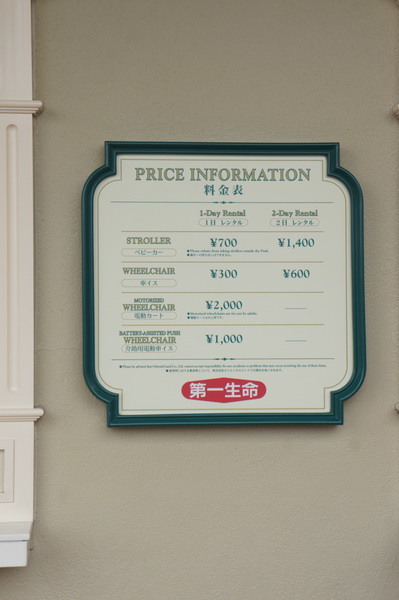 PRICE INFORMATION
料金表
1-Day Rental 2-Day Rental
1日 レンタル 2日 レンタル
STROLLER ¥700 ¥1,400
ベビーカー
WHEELCHAIR ¥300 ¥600
車イス
MOTORIZED
WHEELCHAIR ¥2,000
電動カート
BATTERY-ASSISTED PUSH
WHEELCHAIR ¥1,000
介助用電動車イス
第一生命